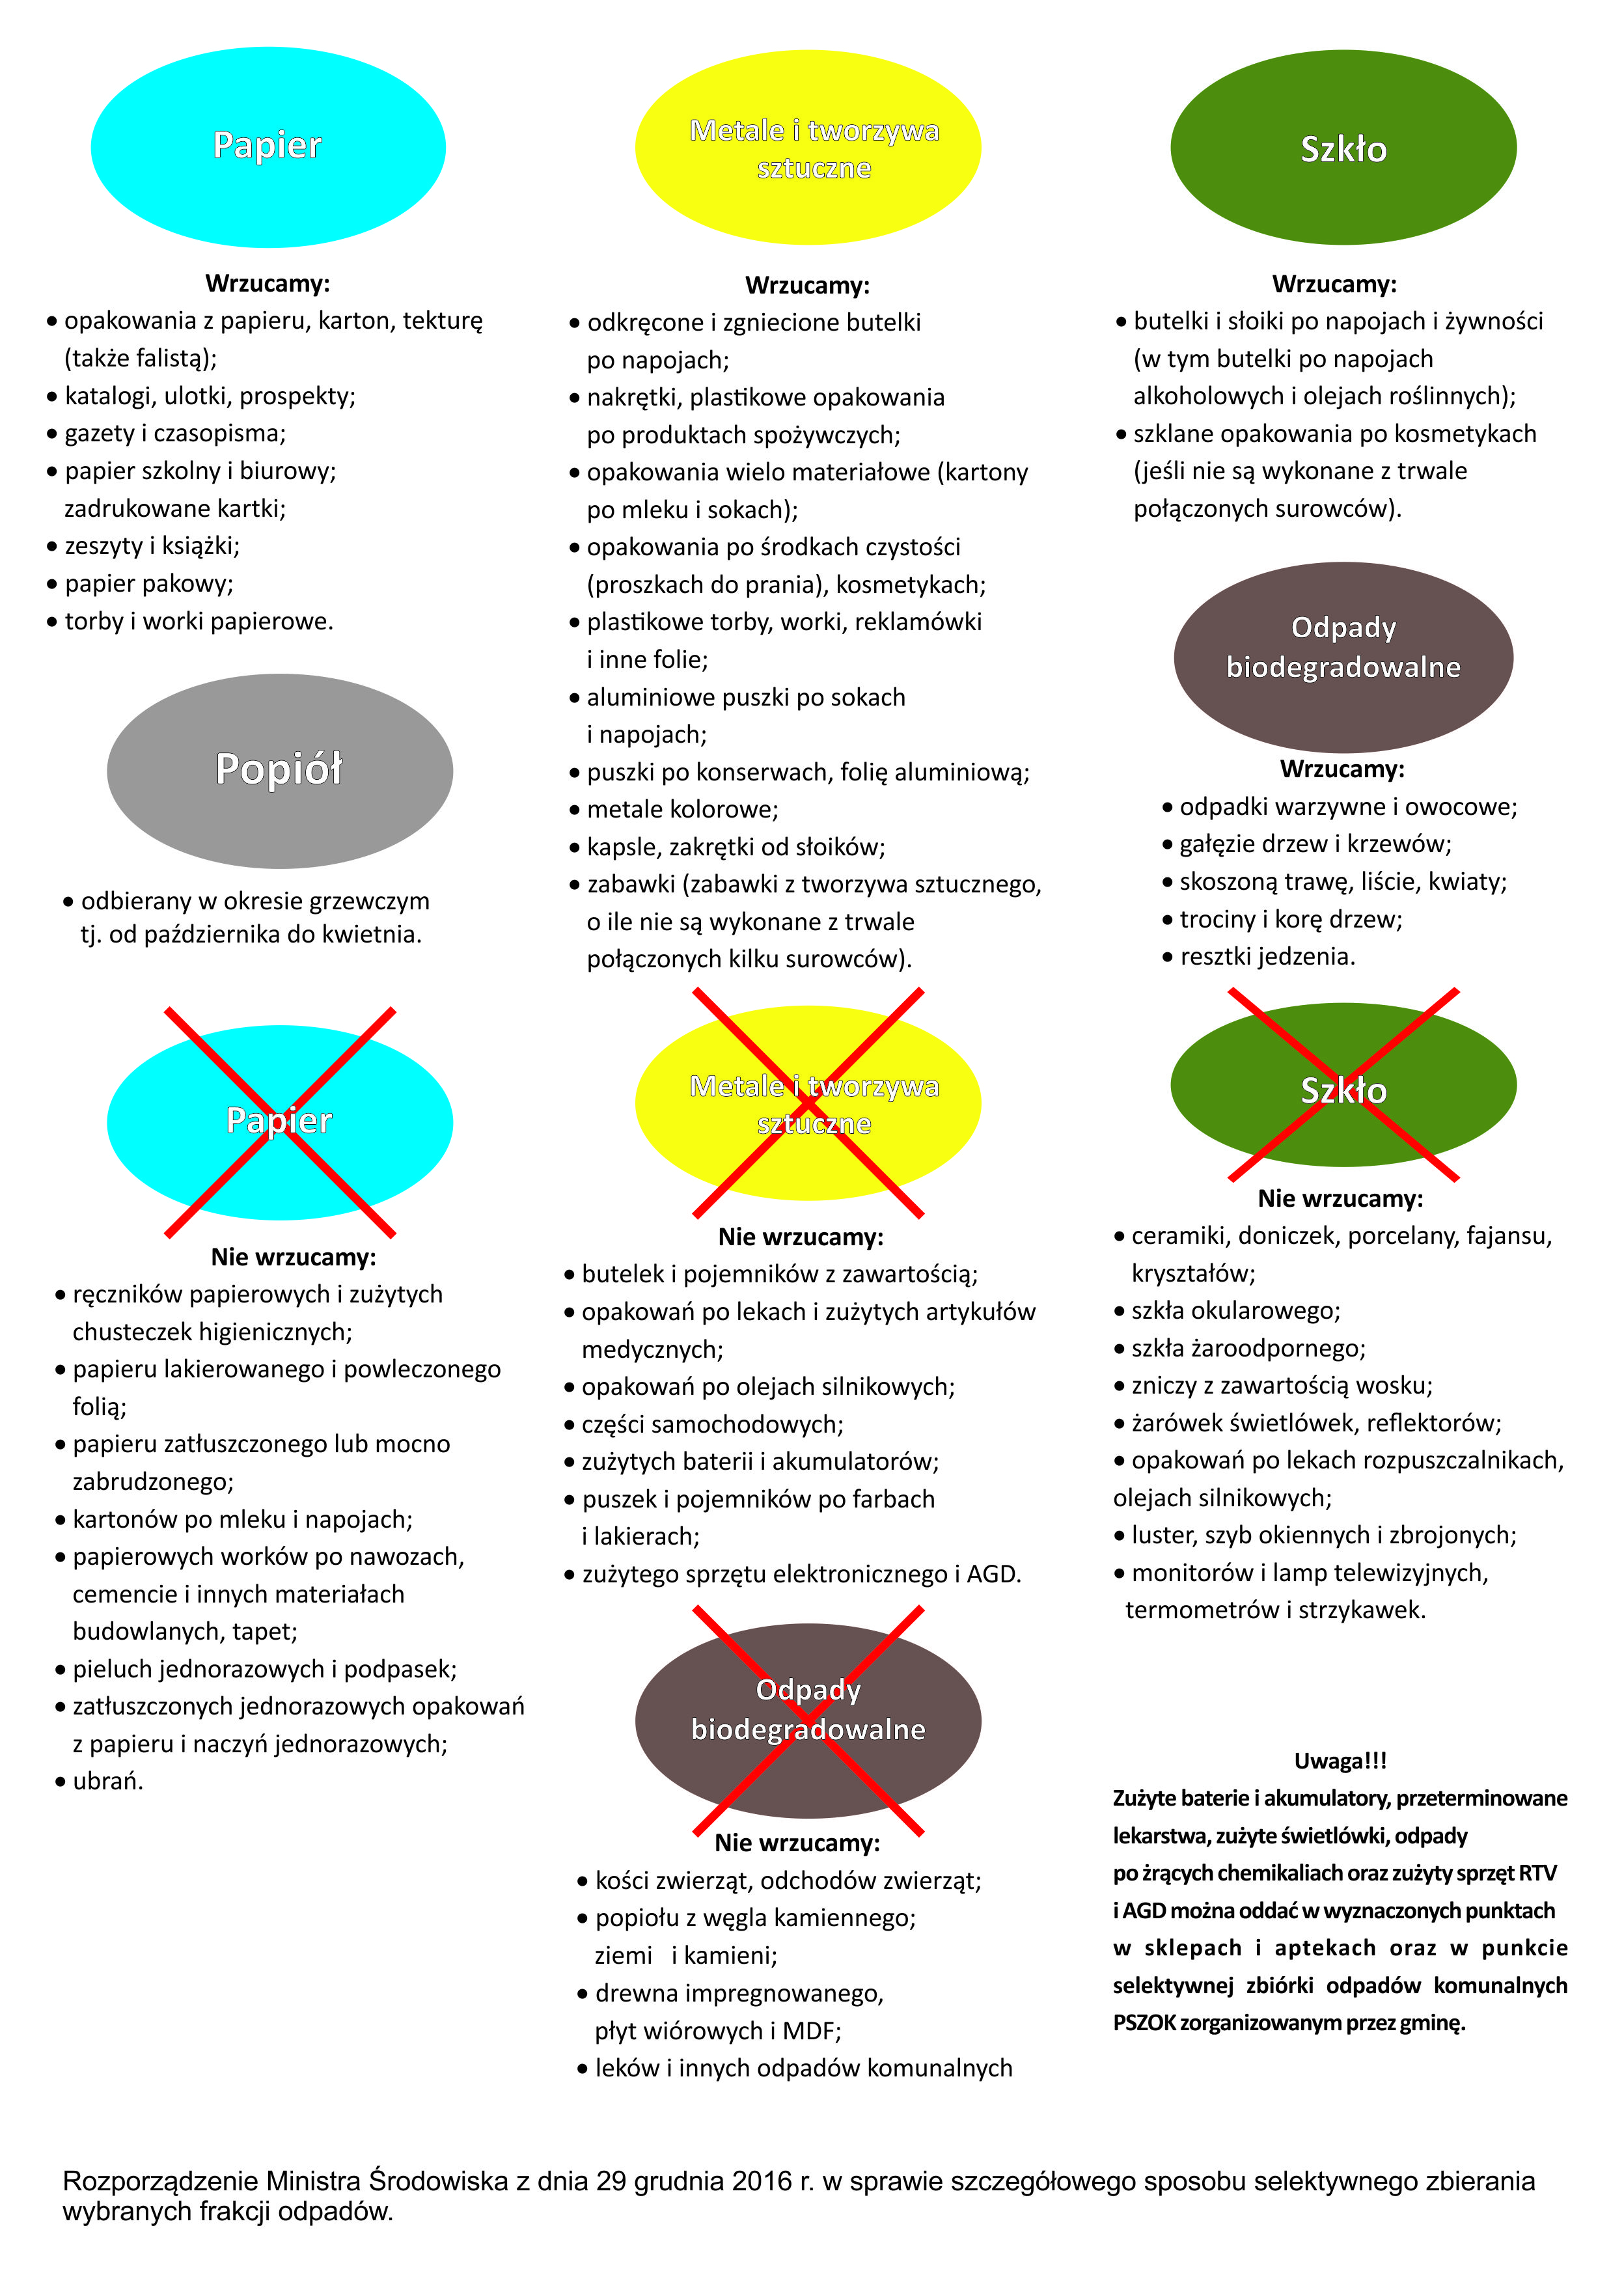 Papier
Wrzucamy:
• opakowania z papieru, karton, tekturę
(także falistą);
• katalogi, ulotki, prospekty;
• gazety i czasopisma;
• papier szkolny i biurowy;
zadrukowane kartki;
• zeszyty i książki;
• papier pakowy;
• torby i worki papierowe.
Popiół
• odbierany w okresie grzewczym
tj. od października do kwietnia.
Metale i tworzywa
sztuczne
Wrzucamy:
• odkręcone i zgniecione butelki
po napojach;
• nakrętki, plastikowe opakowania
po produktach spożywczych;
• opakowania wielo materiałowe (kartony
po mleku i sokach);
• opakowania po środkach czystości
(proszkach do prania), kosmetykach;
• plastikowe torby, worki, reklamówki
i inne folie;
• aluminiowe puszki po sokach
i napojach;
• puszki po konserwach, folię aluminiową;
• metale kolorowe;
• kapsle, zakrętki od słoików;
• zabawki (zabawki z tworzywa sztucznego,
o ile nie są wykonane z trwale
połączonych kilku surowców).
Szkło
Wrzucamy:
• butelki i słoiki po napojach i żywności
(w tym butelki po napojach
alkoholowych i olejach roślinnych);
• szklane opakowania po kosmetykach
(jeśli nie są wykonane z trwale
połączonych surowców).
Odpady
biodegradowalne
Wrzucamy:
• odpadki warzywne i owocowe;
• gałęzie drzew i krzewów;
• skoszoną trawę, liście, kwiaty;
• trociny i korę drzew;
• resztki jedzenia.
Papier
Nie wrzucamy:
• ręczników papierowych i zużytych
chusteczek higienicznych;
• papieru lakierowanego i powleczonego
folią;
• papieru zatłuszczonego lub mocno
zabrudzonego;
• kartonów po mleku i napojach;
• papierowych worków po nawozach,
cemencie i innych materiałach
budowlanych, tapet;
• pieluch jednorazowych i podpasek;
• zatłuszczonych jednorazowych opakowań
z papieru i naczyń jednorazowych;
• ubrań.
Metale i tworzywa
sztuczne
Nie wrzucamy:
• butelek i pojemników z zawartością;
• opakowań po lekach i zużytych artykułów
medycznych;
• opakowań po olejach silnikowych;
• części samochodowych;
• zużytych baterii i akumulatorów;
• puszek i pojemników po farbach
i lakierach;
• zużytego sprzętu elektronicznego i AGD.
Odpady
biodegradowalne
Nie wrzucamy:
• kości zwierząt, odchodów zwierząt;
• popiołu z węgla kamiennego;
ziemi i kamieni;
• drewna impregnowanego,
płyt wiórowych i MDF;
• leków i innych odpadów komunalnych
Szkło
Nie wrzucamy:
• ceramiki, doniczek, porcelany, fajansu,
kryształów;
• szkła okularowego;
• szkła żaroodpornego;
• zniczy z zawartością wosku;
• żarówek świetlówek, reflektorów;
• opakowań po lekach rozpuszczalnikach,
olejach silnikowych;
• luster, szyb okiennych i zbrojonych;
• monitorów i lamp telewizyjnych,
termometrów i strzykawek.
Uwaga!!!
Zużyte baterie i akumulatory, przeterminowane
lekarstwa, zużyte świetlówki, odpady
po żrących chemikaliach oraz zużyty sprzęt RTV
i AGD można oddać w wyznaczonych punktach
w sklepach i aptekach oraz w punkcie
selektywnej zbiórki odpadów komunalnych
PSZOK zorganizowanym przez gminę.
Rozporządzenie Ministra Środowiska z dnia 29 grudnia 2016 r. w sprawie szczegółowego sposobu selektywnego zbierania
wybranych frakcji odpadów.